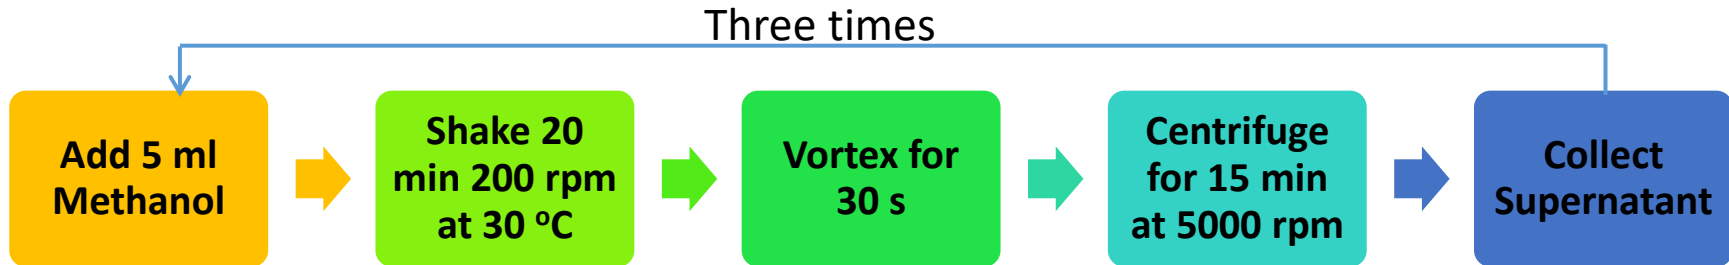 Three times
Add 5 ml
Methanol
Shake 20
min 200 rpm
at 30 ºC
Vortex for
30 s
Centrifuge
for 15 min
at 5000 rpm
Collect
Supernatant